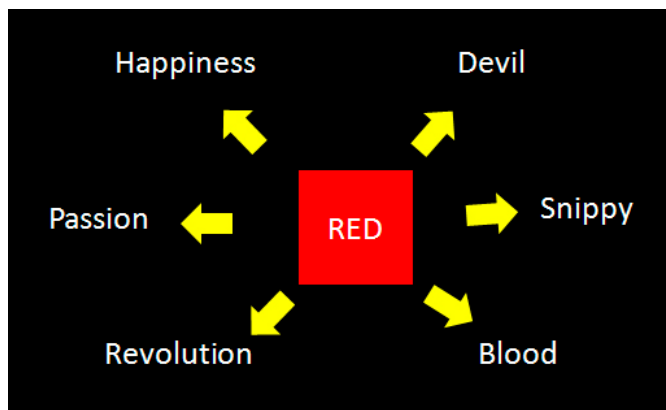 Happiness
Devil
Passion
RED
Snippy
Revolution
Blood